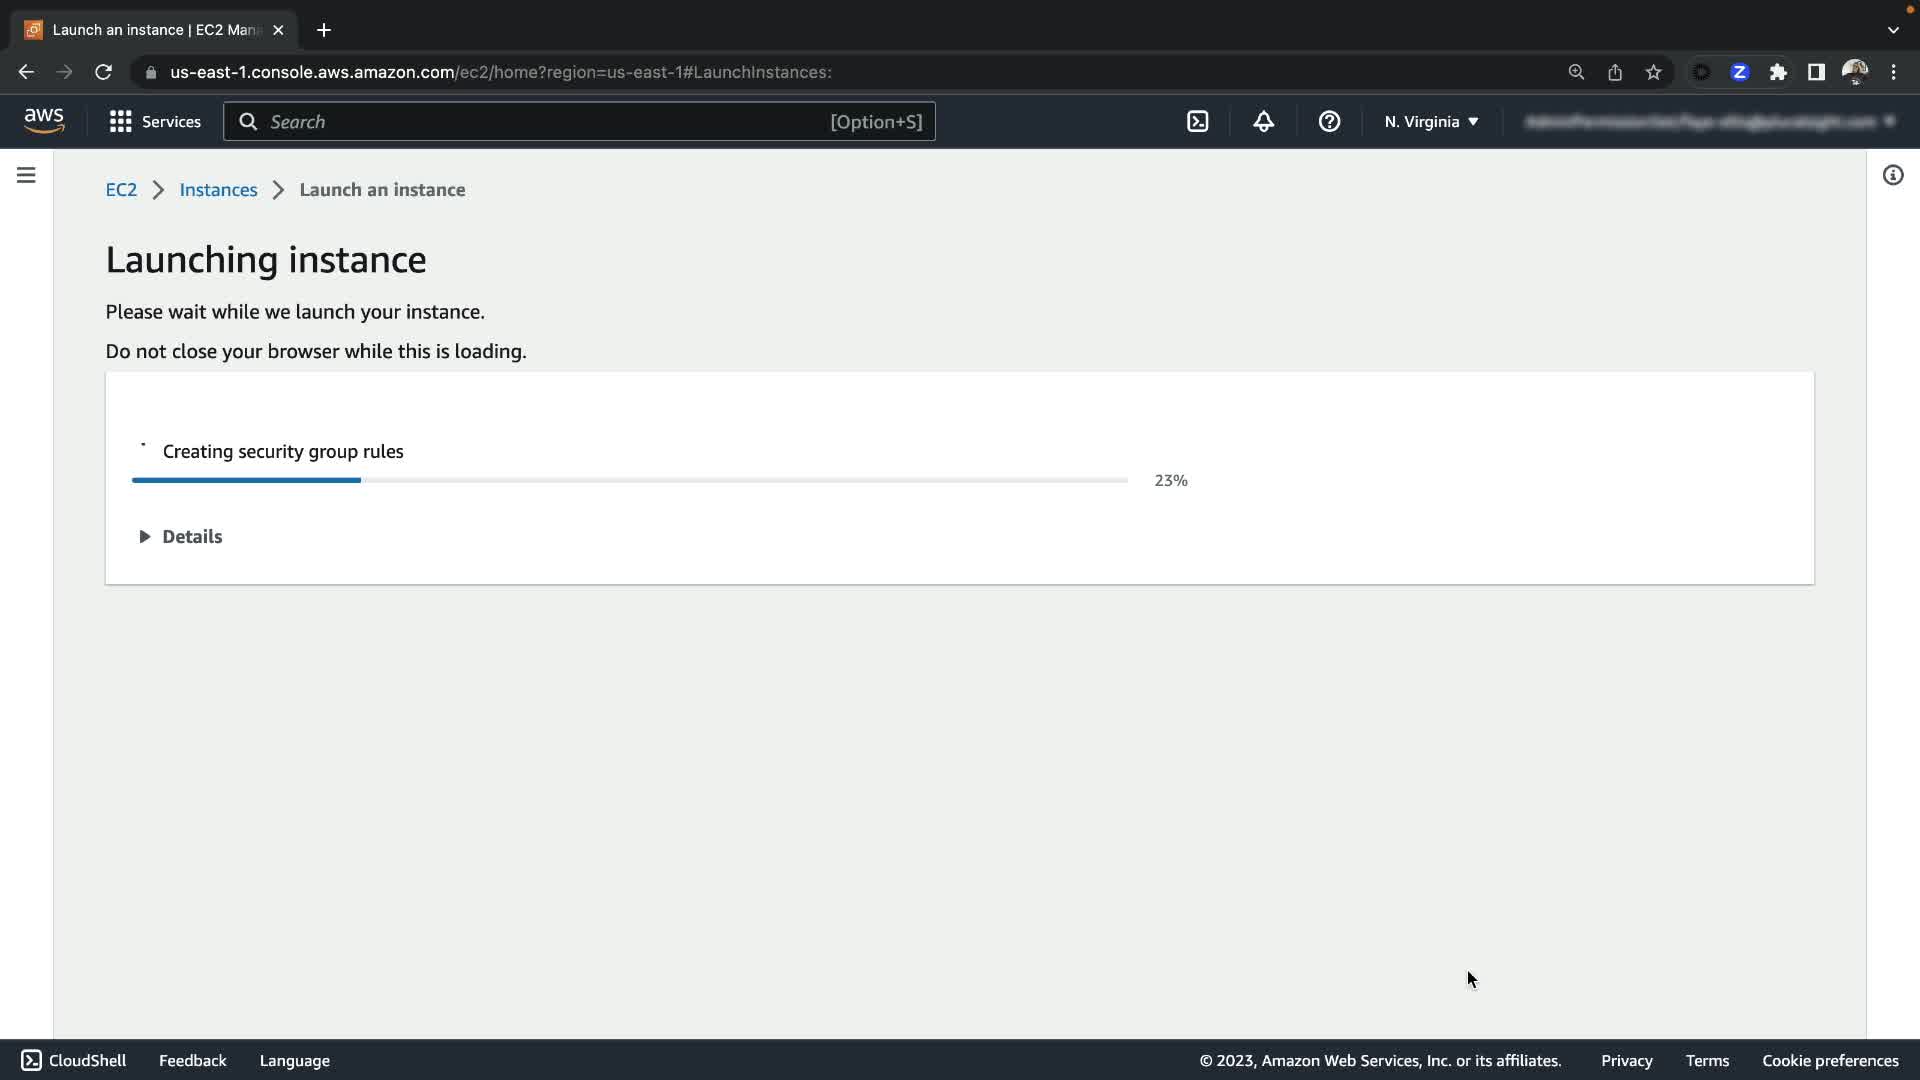 Launch an instance | EC2 Man
us-east-1.console.aws.amazon.com/ec2/home?region=us-east-1#LaunchInstances:
aws
Services
Search
[Option+S]
N. Virginia
EC2 > Instances > Launch an instance
Launching instance
Please wait while we launch your instance.
Do not close your browser while this is loading.
Creating security group rules
23%
Details
CloudShell
Feedback
Language
© 2023, Amazon Web Services, Inc. or its affiliates.
Privacy
Terms
Cookie preferences